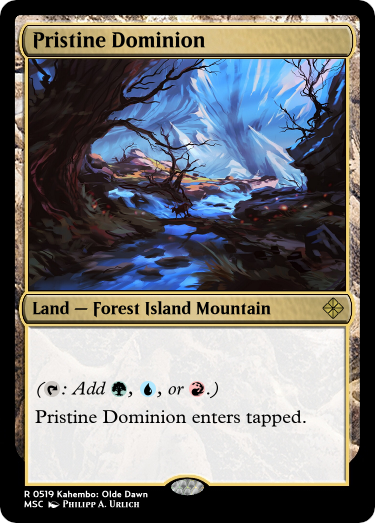 Pristine Dominion
Land — Forest Island Mountain
(: Add , , or .)
Pristine Dominion enters tapped.
R 0519 Kahembo: Olde Dawn
MSC Philipp A. Urlich